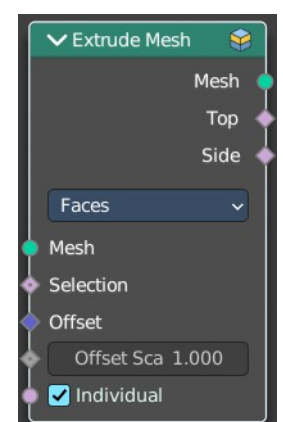 Extrude Mesh
Mesh
Top
Side
Faces
Mesh
Selection
Offset
Offset Sca 1.000
Individual